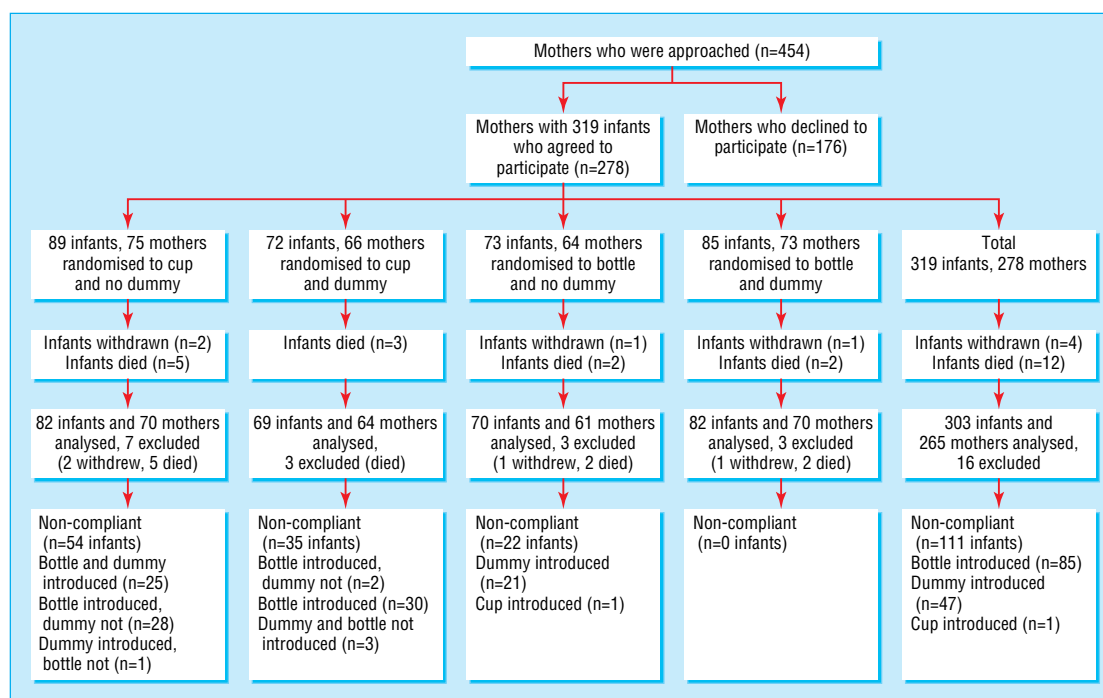 Mothers who were approached (n=454)
Mothers with 319 infants
who agreed to
participate (n=278)
Mothers who declined to
participate (n=176)
89 infants, 75 mothers
randomised to cup
and no dummy
72 infants, 66 mothers
randomised to cup
and dummy
73 infants, 64 mothers
randomised to bottle
and no dummy
85 infants, 73 mothers
randomised to bottle
and dummy
Total
319 infants, 278 mothers
Infants withdrawn (n=2)
Infants died (n=5)
Infants died (n=3)
Infants withdrawn (n=1)
Infants died (n=2)
Infants withdrawn (n=1)
Infants died (n=2)
Infants withdrawn (n=4)
Infants died (n=12)
82 infants and 70 mothers
analysed, 7 excluded
(2 withdrew, 5 died)
69 infants and 64 mothers
analysed,
3 excluded (died)
70 infants and 61 mothers
analysed, 3 excluded
(1 withdrew, 2 died)
82 infants and 70 mothers
analysed, 3 excluded
(1 withdrew, 2 died)
303 infants and
265 mothers analysed,
16 excluded
Non-compliant
(n=54 infants)
Bottle and dummy
introduced (n=25)
Bottle introduced,
dummy not (n=28)
Dummy introduced,
bottle not (n=1)
Non-compliant
(n=35 infants)
Bottle introduced,
dummy not (n=2)
Bottle introduced (n=30)
Dummy and bottle not
introduced (n=3)
Non-compliant
(n=22 infants)
Dummy introduced
(n=21)
Cup introduced (n=1)
Non-compliant
(n=0 infants)
Non-compliant
(n=111 infants)
Bottle introduced (n=85)
Dummy introduced
(n=47)
Cup introduced (n=1)